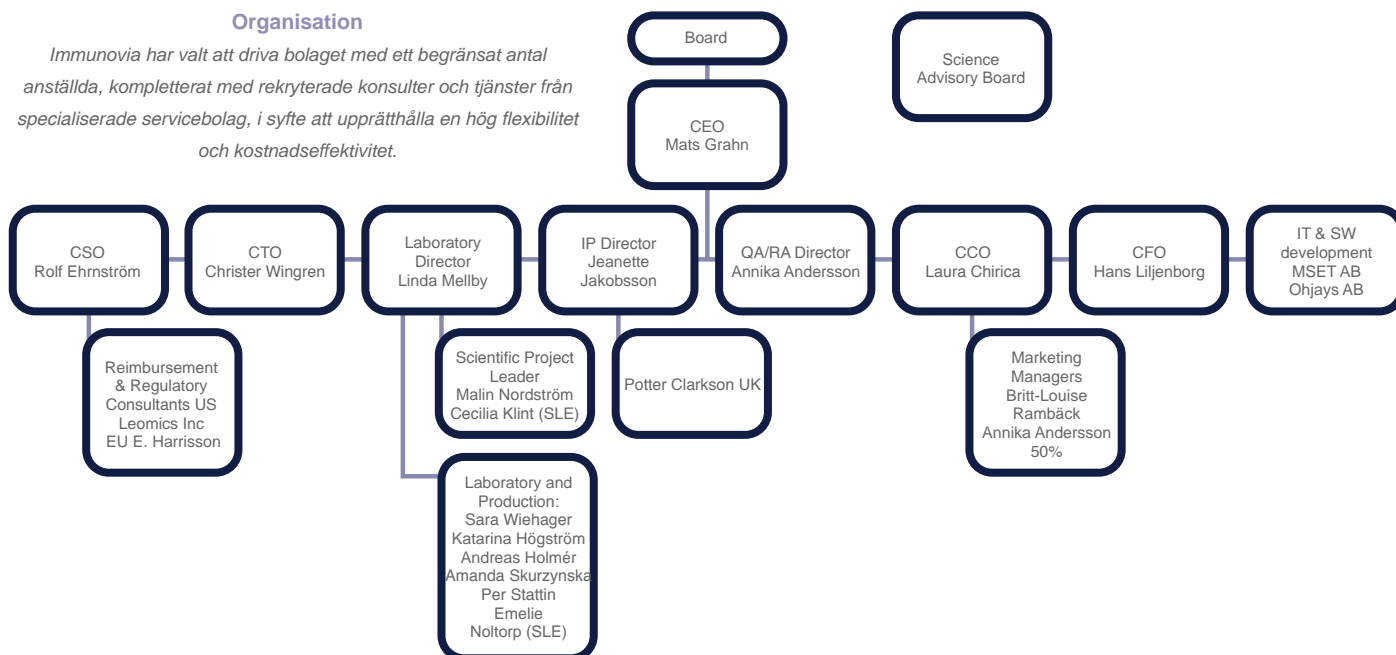 Organisation
Immunovia har valt att driva bolaget med ett begränsat antal
anställda, kompletterat med rekryterade konsulter och tjänster från
specialiserade servicebolag, i syfte att upprätthålla en hög flexibilitet
och kostnadseffektivitet.
Board
Science
Advisory Board
CEO
Mats Grahn
CSO
Rolf Ehrnström
CTO
Christer Wingren
Laboratory
Director
Linda Mellby
IP Director
Jeanette
Jakobsson
QA/RA Director
Annika Andersson
CCO
Laura Chirica
CFO
Hans Liljenborg
IT & SW
development
MSET AB
Ohjays AB
Reimbursement
& Regulatory
Consultants US
Leomics Inc
EU E. Harrisson
Scientific Project
Leader
Malin Nordström
Cecilia Klint (SLE)
Potter Clarkson UK
Marketing
Managers
Britt-Louise
Rambäck
Annika Andersson
50%
Laboratory and
Production:
Sara Wiehager
Katarina Högström
Andreas Holmér
Amanda Skurzynska
Per Stattin
Emelie
Noltorp (SLE)